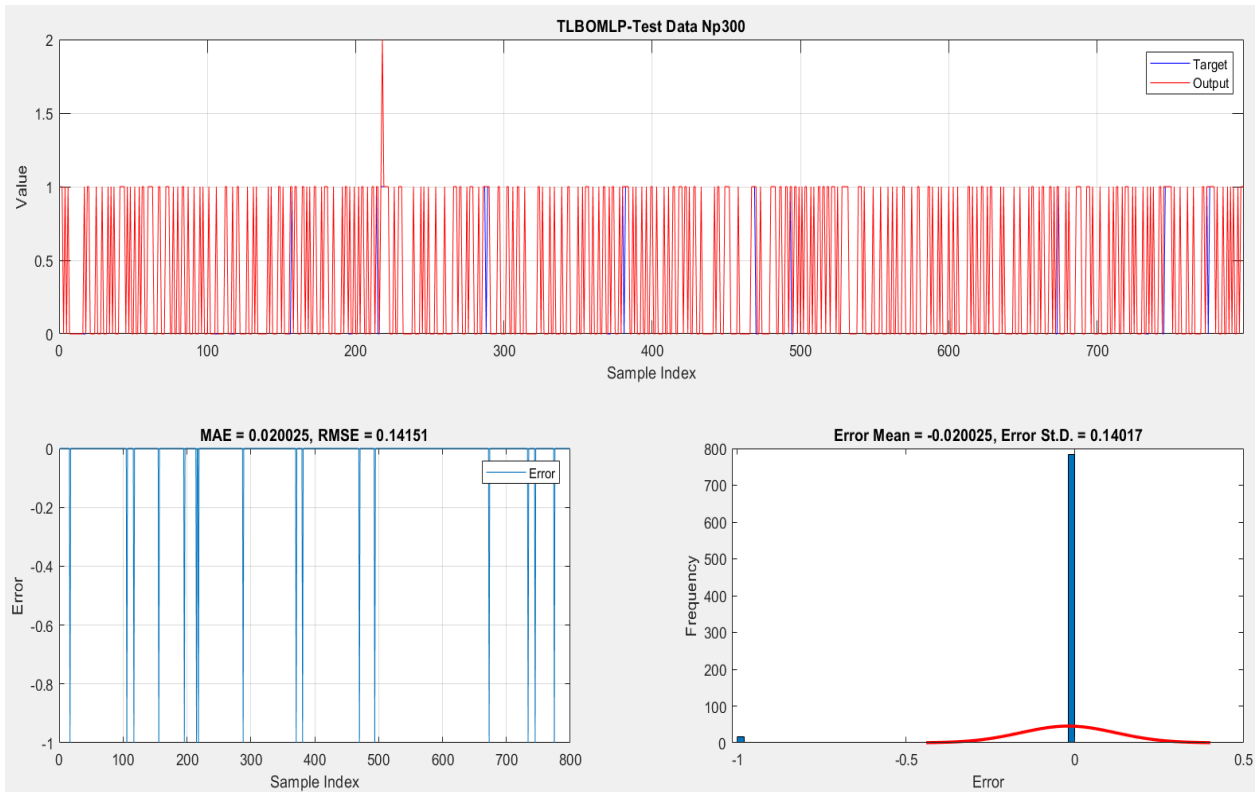 TLBOMLP-Test Data Np300
2
1.5
1
0.5
0
Value
Target
Output
0 100 200 300 400 500 600 700
Sample Index
MAE = 0.020025, RMSE = 0.14151
0
-0.2
-0.4
-0.6
-0.8
-1
Error
Error
0 100 200 300 400 500 600 700 800
Sample Index
Error Mean = -0.020025, Error St.D. = 0.14017
800
700
600
500
400
300
200
100
0
Frequency
-1 -0.5 0 0.5
Error